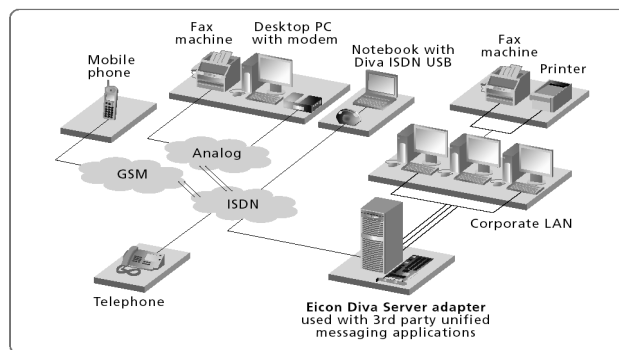 Mobile
phone
Fax
machine
Desktop PC
with modem
Notebook with
Diva ISDN USB
Fax
machine
Printer
Analog
GSM
ISDN
Corporate LAN
Telephone
Eicon Diva Server adapter
used with 3rd party unified
messaging applications